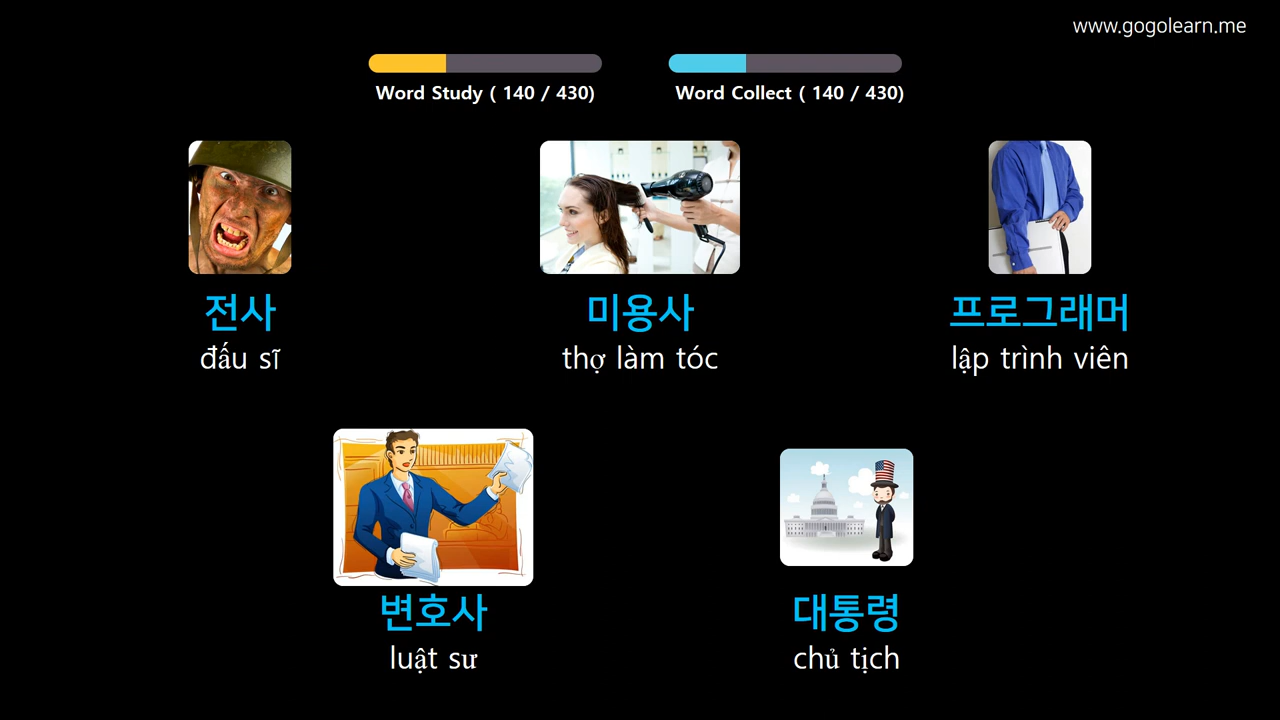 www.gogolearn.me
Word Study ( 140 / 430)
Word Collect ( 140 / 430)
전사
đấu sĩ
미용사
thợ làm tóc
프로그래머
lập trình viên
변호사
luật sư
대통령
chủ tịch